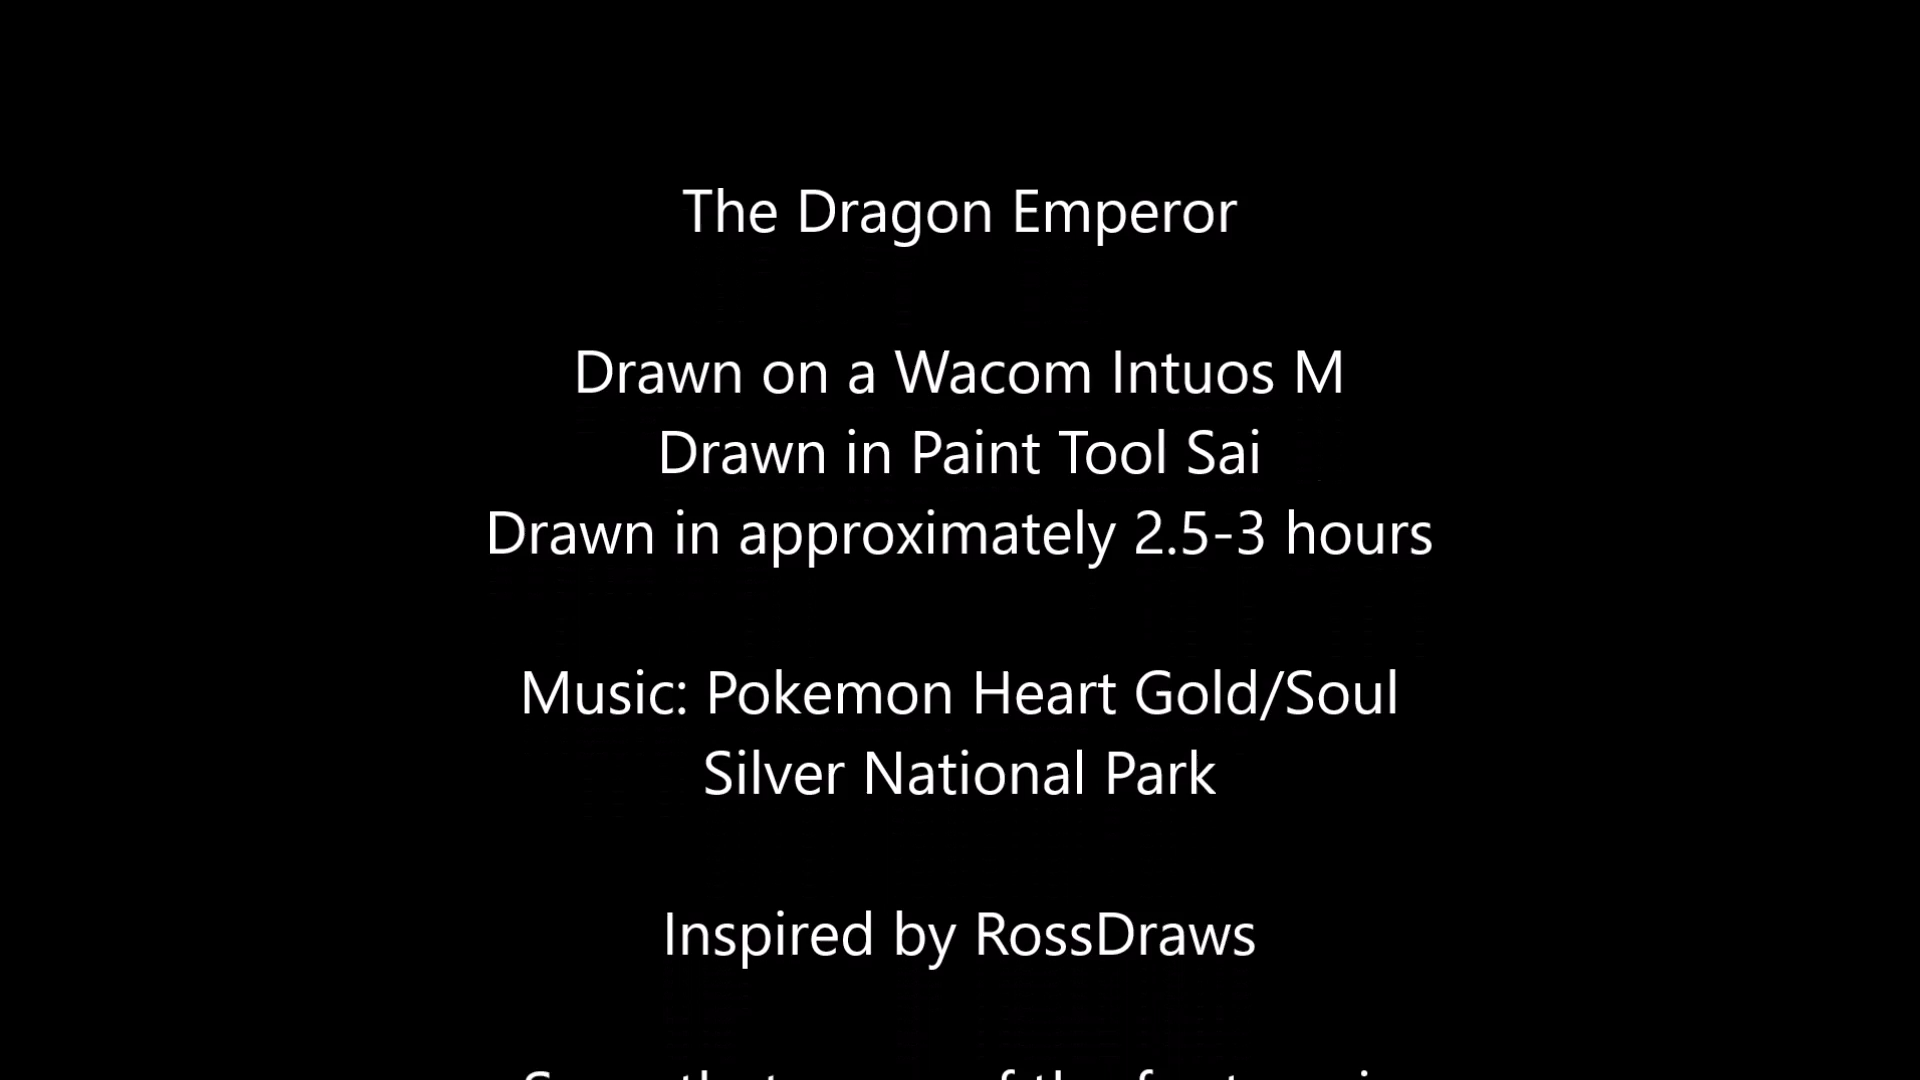 The Dragon Emperor
Drawn on a Wacom Intuos M
Drawn in Paint Tool Sai
Drawn in approximately 2.5-3 hours
Music: Pokemon Heart Gold/Soul
Silver National Park
Inspired by RossDraws